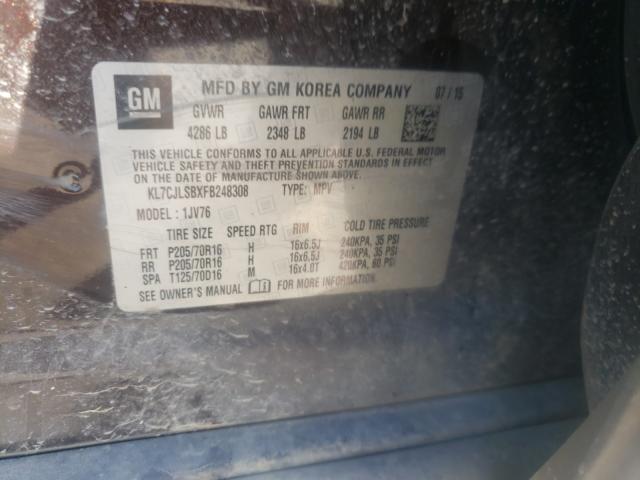 GM
MFD BY GM KOREA COMPANY 07 / 15
GVWR GAWR FRT GAWR RR
4286 LB 2348 LB 2194 LB
THIS VEHICLE CONFORMS TO ALL APPLICABLE U.S. FEDERAL MOTOR
VEHICLE SAFETY AND THEFT PREVENTION STANDARDS IN EFFECT
ON THE DATE OF MANUFACTURE SHOWN ABOVE.
KL7CJLSBXFB248308 TYPE: MPV
MODEL : 1JV76
TIRE SIZE SPEED RTG RIM COLD TIRE PRESSURE
FRT P205/70R16 H 16x6.5J 240KPA, 35 PSI
RR P205/70R16 H 16x6.5J 240KPA, 35 PSI
SPA T125/70D16 M 16x4.0T 420KPA, 60 PSI
SEE OWNER'S MANUAL FOR MORE INFORMATION.